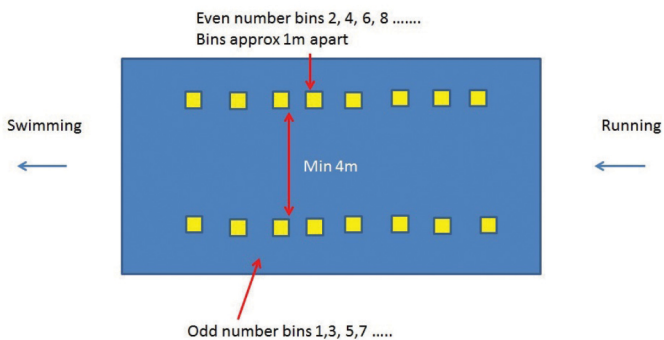 Even number bins 2, 4, 6, 8 .......
Bins approx 1m apart
Swimming
Running
Min 4m
Odd number bins 1,3, 5,7 .....